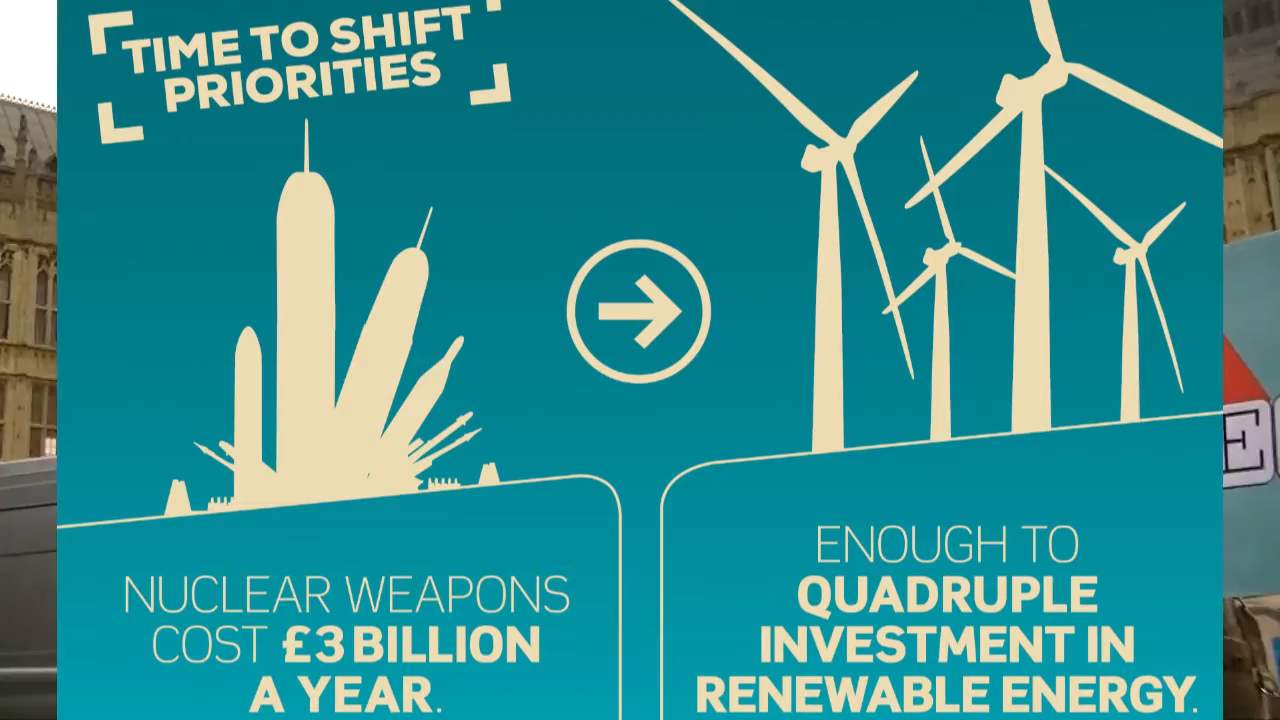 TIME TO SHIFT
PRIORITIES
NUCLEAR WEAPONS
COST £3 BILLION
A YEAR.
ENOUGH TO
QUADRUPLE
INVESTMENT IN
RENEWABLE ENERGY.
E